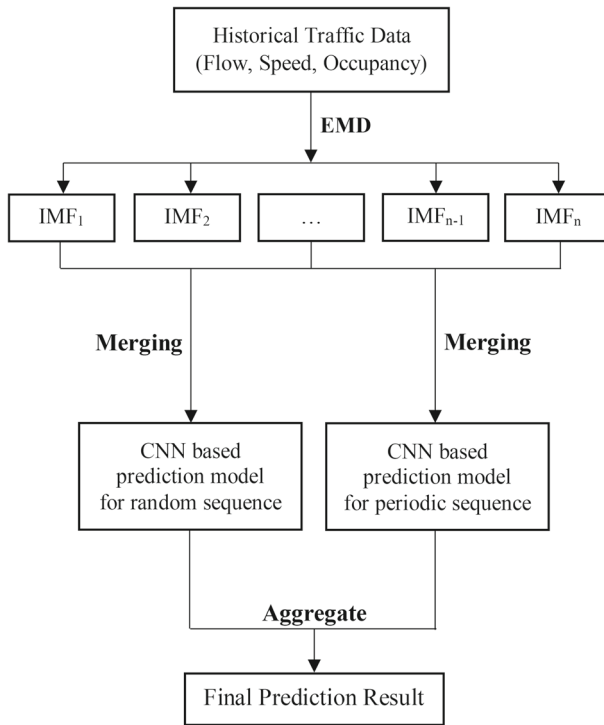 Historical Traffic Data
(Flow, Speed, Occupancy)
EMD
IMF₁
IMF₂
…
IMFₙ₋₁
IMFₙ
Merging
Merging
CNN based
prediction model
for random sequence
CNN based
prediction model
for periodic sequence
Aggregate
Final Prediction Result